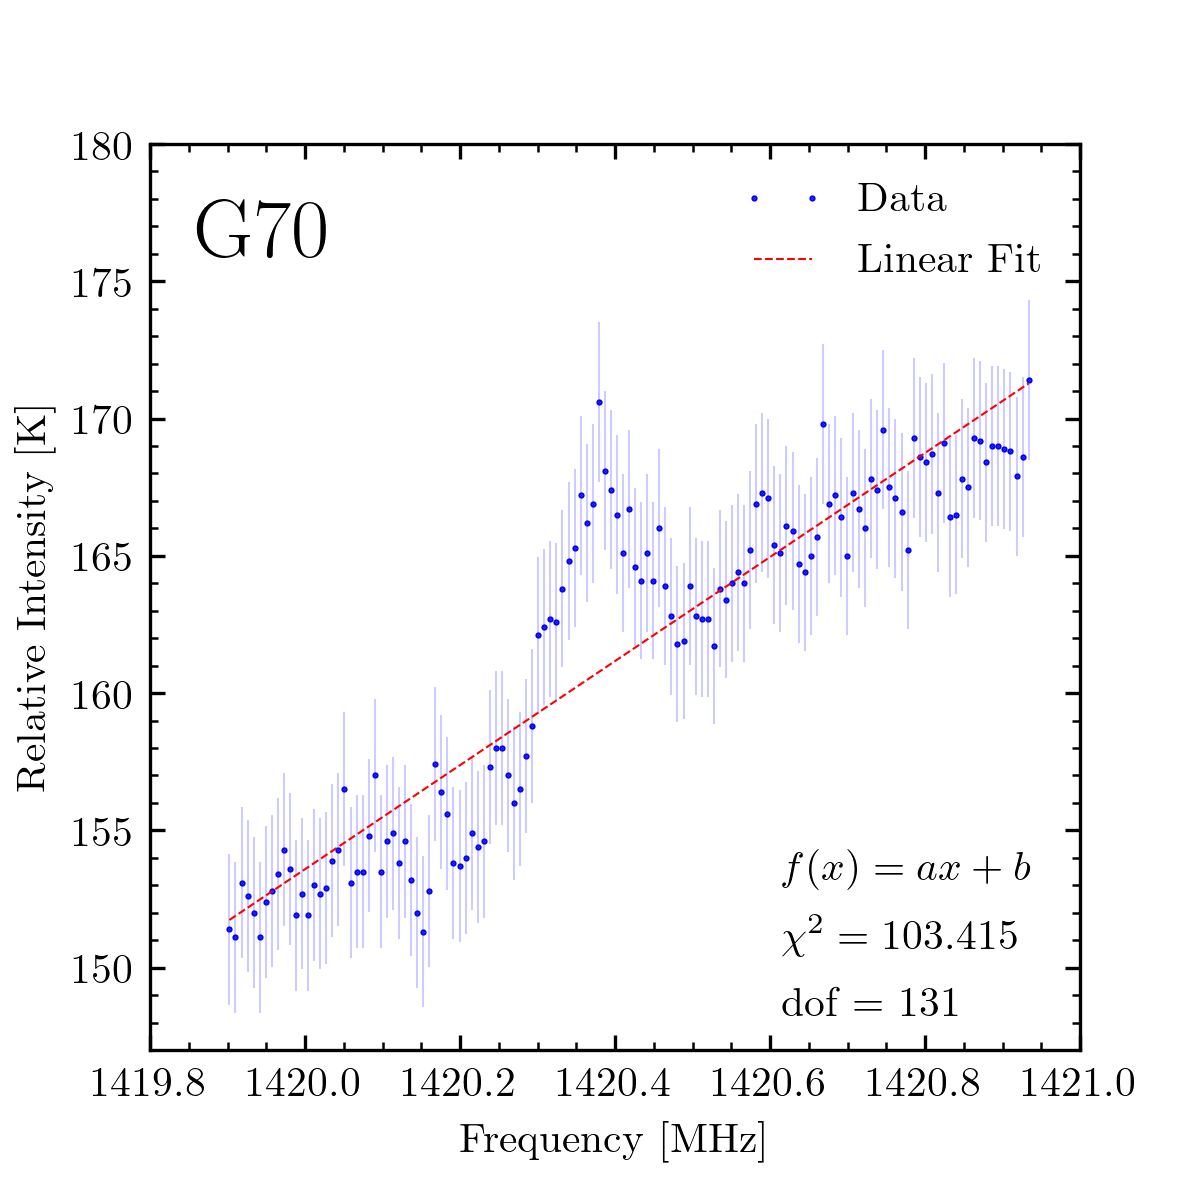 G70
Data
Linear Fit
180
175
170
165
160
155
150
Relative Intensity [K]
f(x) = ax + b
χ² = 103.415
dof = 131
1419.8 1420.0 1420.2 1420.4 1420.6 1420.8 1421.0
Frequency [MHz]